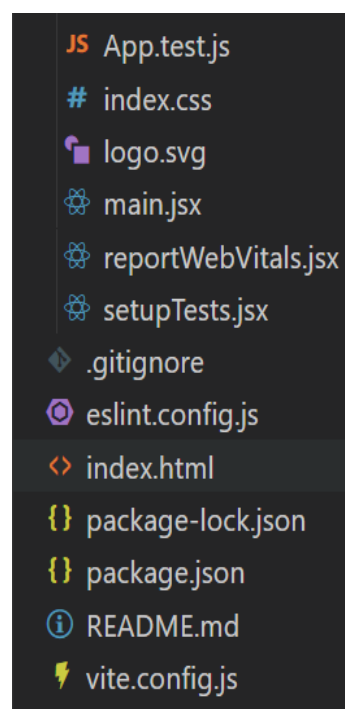 JS App.test.js
# index.css
logo.svg
main.jsx
reportWebVitals.jsx
setupTests.jsx
.gitignore
eslint.config.js
<> index.html
{} package-lock.json
{} package.json
README.md
vite.config.js